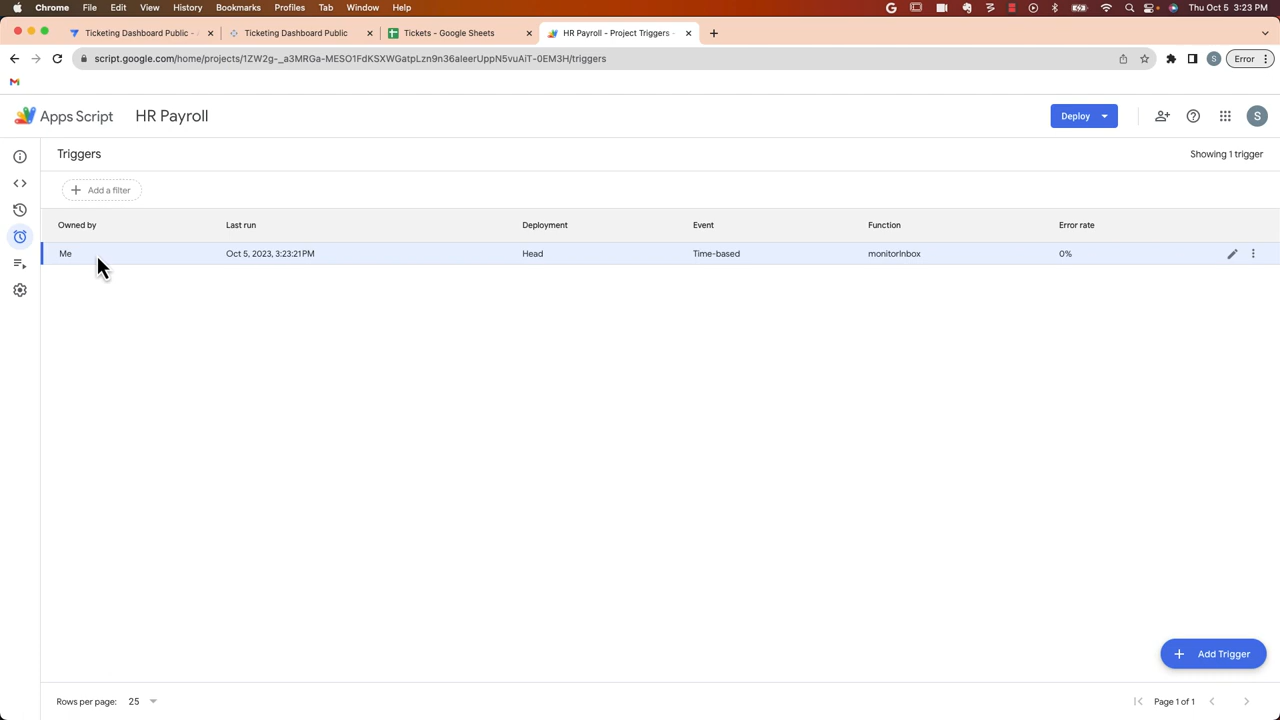 Chrome File Edit View History Bookmarks Profiles Tab Window Help Thu Oct 5 3:23 PM
Ticketing Dashboard Public - Ticketing Dashboard Public Tickets - Google Sheets HR Payroll - Project Triggers -
script.google.com/home/projects/1ZW2g-_a3MRGa-MESO1FdKSXWGatpLzn9n36aIeerUppN5vuAiT-0EM3H/triggers S Error
Apps Script HR Payroll Deploy S
Triggers Showing 1 trigger
Add a filter
Owned by Last run Deployment Event Function Error rate
Me Oct 5, 2023, 3:23:21 PM Head Time-based monitorInbox 0%
Add Trigger
Rows per page: 25 Page 1 of 1